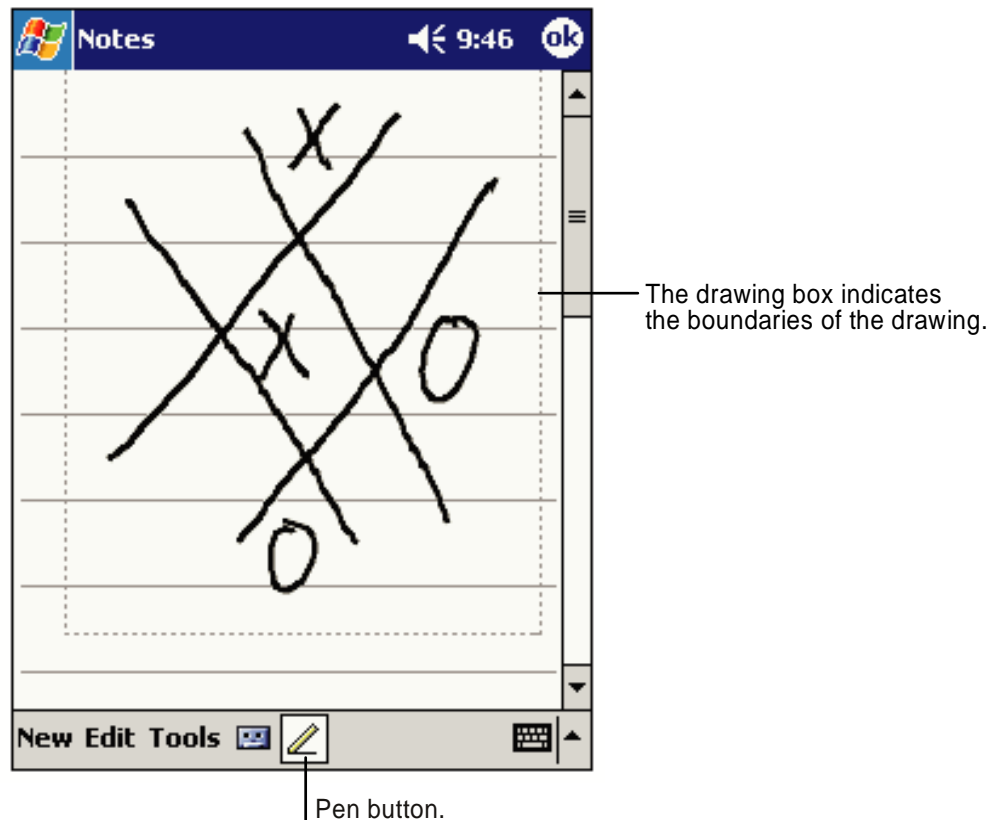 Notes 9:46 ok
X
X
O
O
The drawing box indicates
the boundaries of the drawing.
New Edit Tools
Pen button.